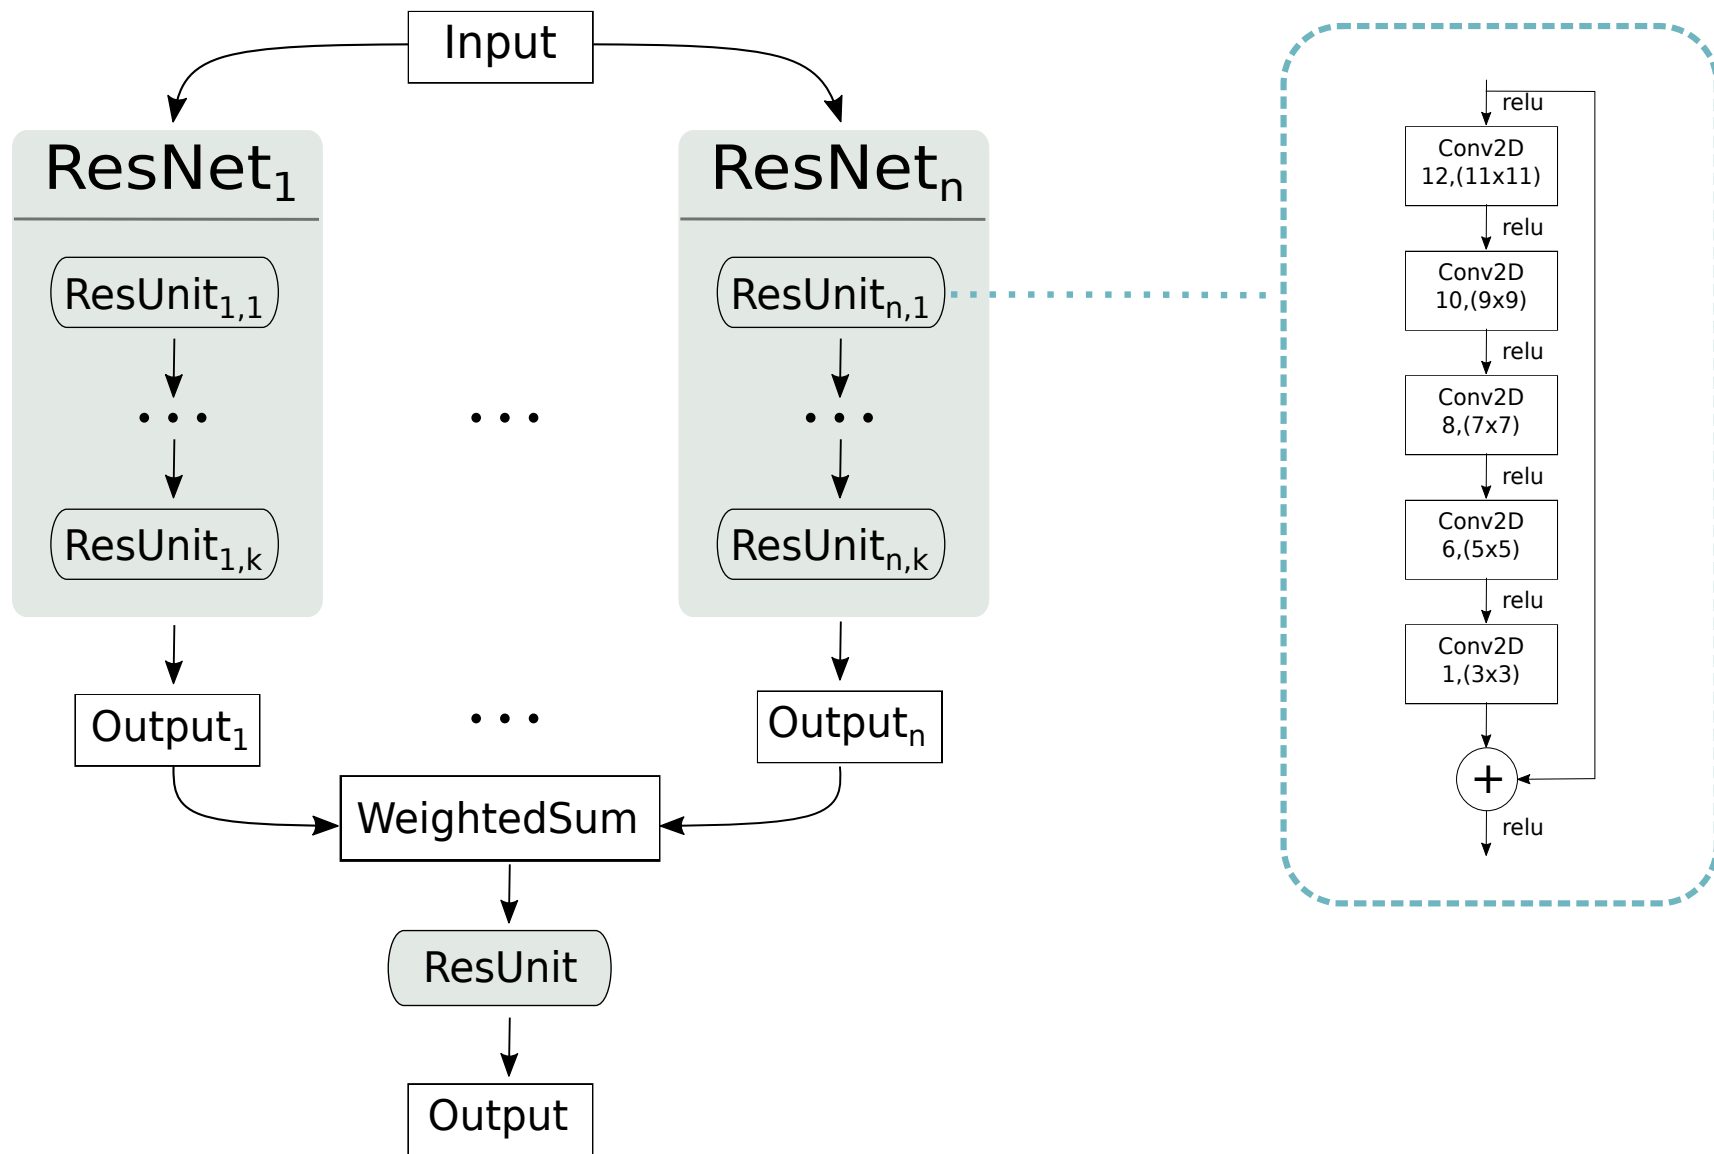 Input
ResNet₁
ResNetₙ
ResUnit₁,₁
...
ResUnit₁,ₖ
...
ResUnitₙ,₁
...
ResUnitₙ,ₖ
Output₁
...
Outputₙ
WeightedSum
ResUnit
Output
relu
Conv2D
12,(11x11)
relu
Conv2D
10,(9x9)
relu
Conv2D
8,(7x7)
relu
Conv2D
6,(5x5)
relu
Conv2D
1,(3x3)
+
relu